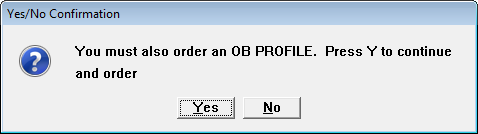 Yes/No Confirmation
You must also order an OB PROFILE.  Press Y to continue
and order
Yes
No